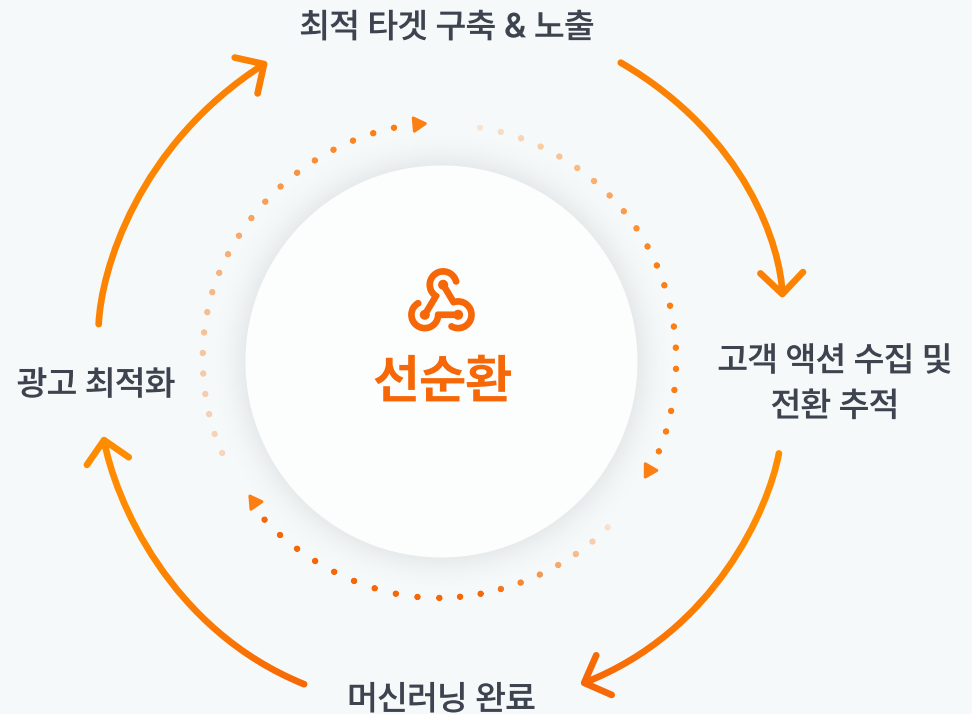 최적 타겟 구축 & 노출
고객 액션 수집 및
전환 추적
머신러닝 완료
광고 최적화
선순환